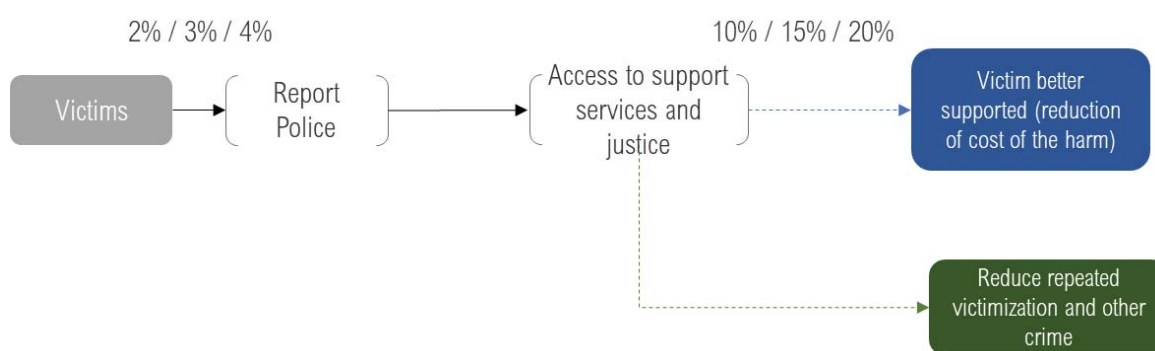 2% / 3% / 4%
10% / 15% / 20%
Victims
Report
Police
Access to support
services and
justice
Victim better
supported (reduction
of cost of the harm)
Reduce repeated
victimization and other
crime